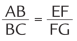 AB/BC = EF/FG